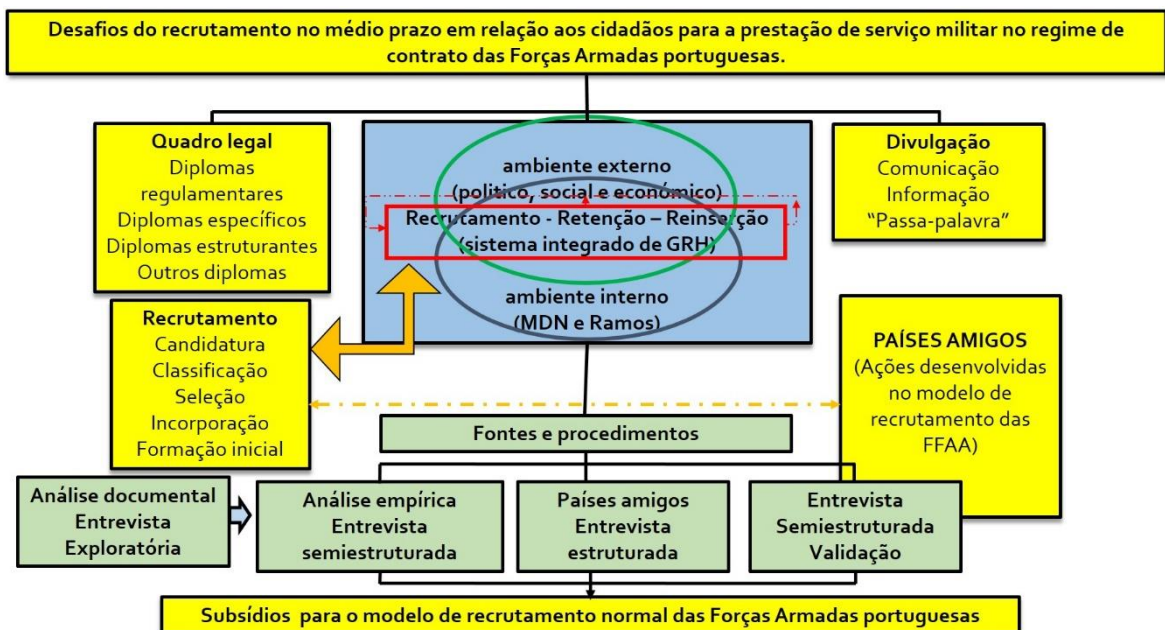 Desafios do recrutamento no médio prazo em relação aos cidadãos para a prestação de serviço militar no regime de
contrato das Forças Armadas portuguesas.
Quadro legal
Diplomas
regulamentares
Diplomas específicos
Diplomas estruturantes
Outros diplomas
ambiente externo
(politico, social e económico)
Recrutamento - Retenção – Reinserção
(sistema integrado de GRH)
ambiente interno
(MDN e Ramos)
Divulgação
Comunicação
Informação
“Passa-palavra”
Recrutamento
Candidatura
Classificação
Seleção
Incorporação
Formação inicial
PAÍSES AMIGOS
(Ações desenvolvidas
no modelo de
recrutamento das
FFAA)
Fontes e procedimentos
Análise documental
Entrevista
Exploratória
Análise empírica
Entrevista
semiestruturada
Países amigos
Entrevista
estruturada
Entrevista
Semiestruturada
Validação
Subsídios para o modelo de recrutamento normal das Forças Armadas portuguesas